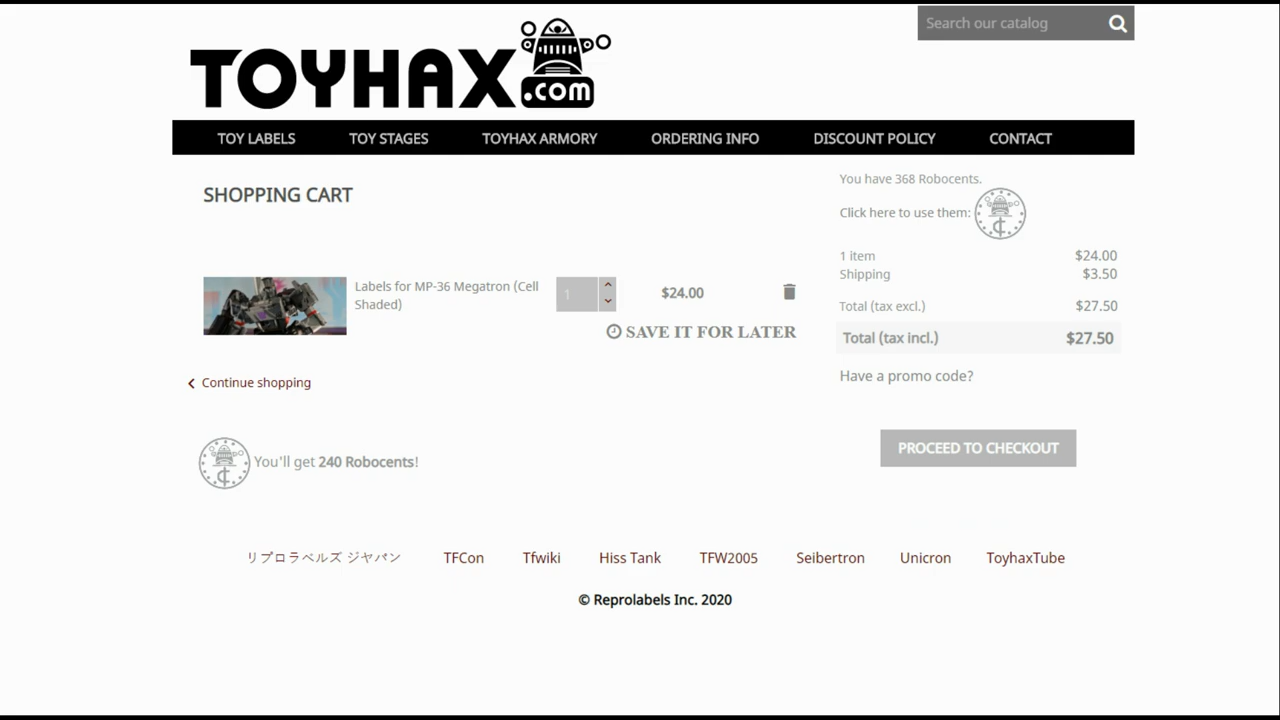 Search our catalog
TOYHAX
.com
TOY LABELS TOY STAGES TOYHAX ARMORY ORDERING INFO DISCOUNT POLICY CONTACT
SHOPPING CART
You have 368 Robocents.
Click here to use them:
Labels for MP-36 Megatron (Cell
Shaded)
1
$24.00
SAVE IT FOR LATER
1 item $24.00
Shipping $3.50
Total (tax excl.) $27.50
Total (tax incl.) $27.50
Have a promo code?
Continue shopping
PROCEED TO CHECKOUT
You'll get 240 Robocents!
リプロラベルズ ジャパン TFCon Tfwiki Hiss Tank TFW2005 Seibertron Unicron ToyhaxTube
© Reprolabels Inc. 2020